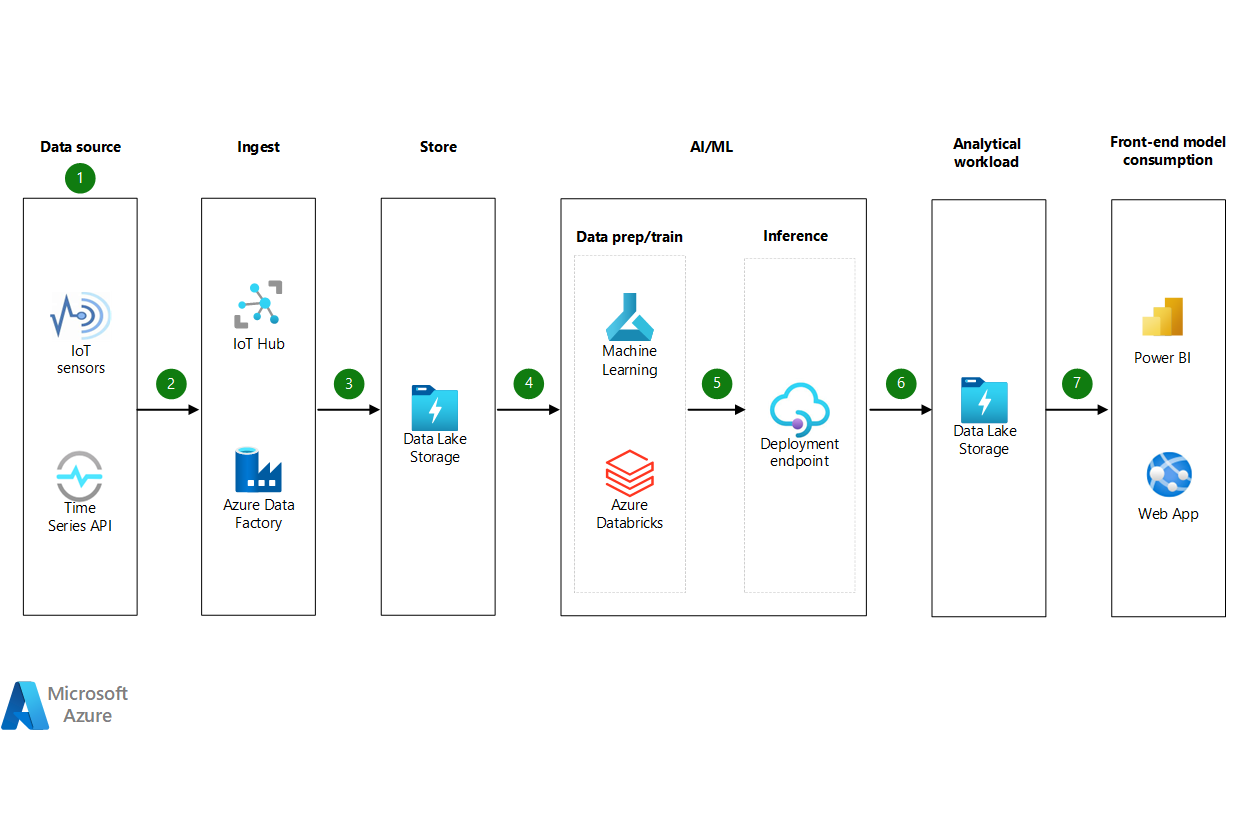 Data source
Ingest
Store
AI/ML
Analytical
workload
Front-end model
consumption
1
Data prep/train
Inference
IoT
sensors
IoT Hub
Machine
Learning
Power BI
2
3
4
5
6
7
Data Lake
Storage
Deployment
endpoint
Data Lake
Storage
Time
Series API
Azure Data
Factory
Azure
Databricks
Web App
Microsoft
Azure